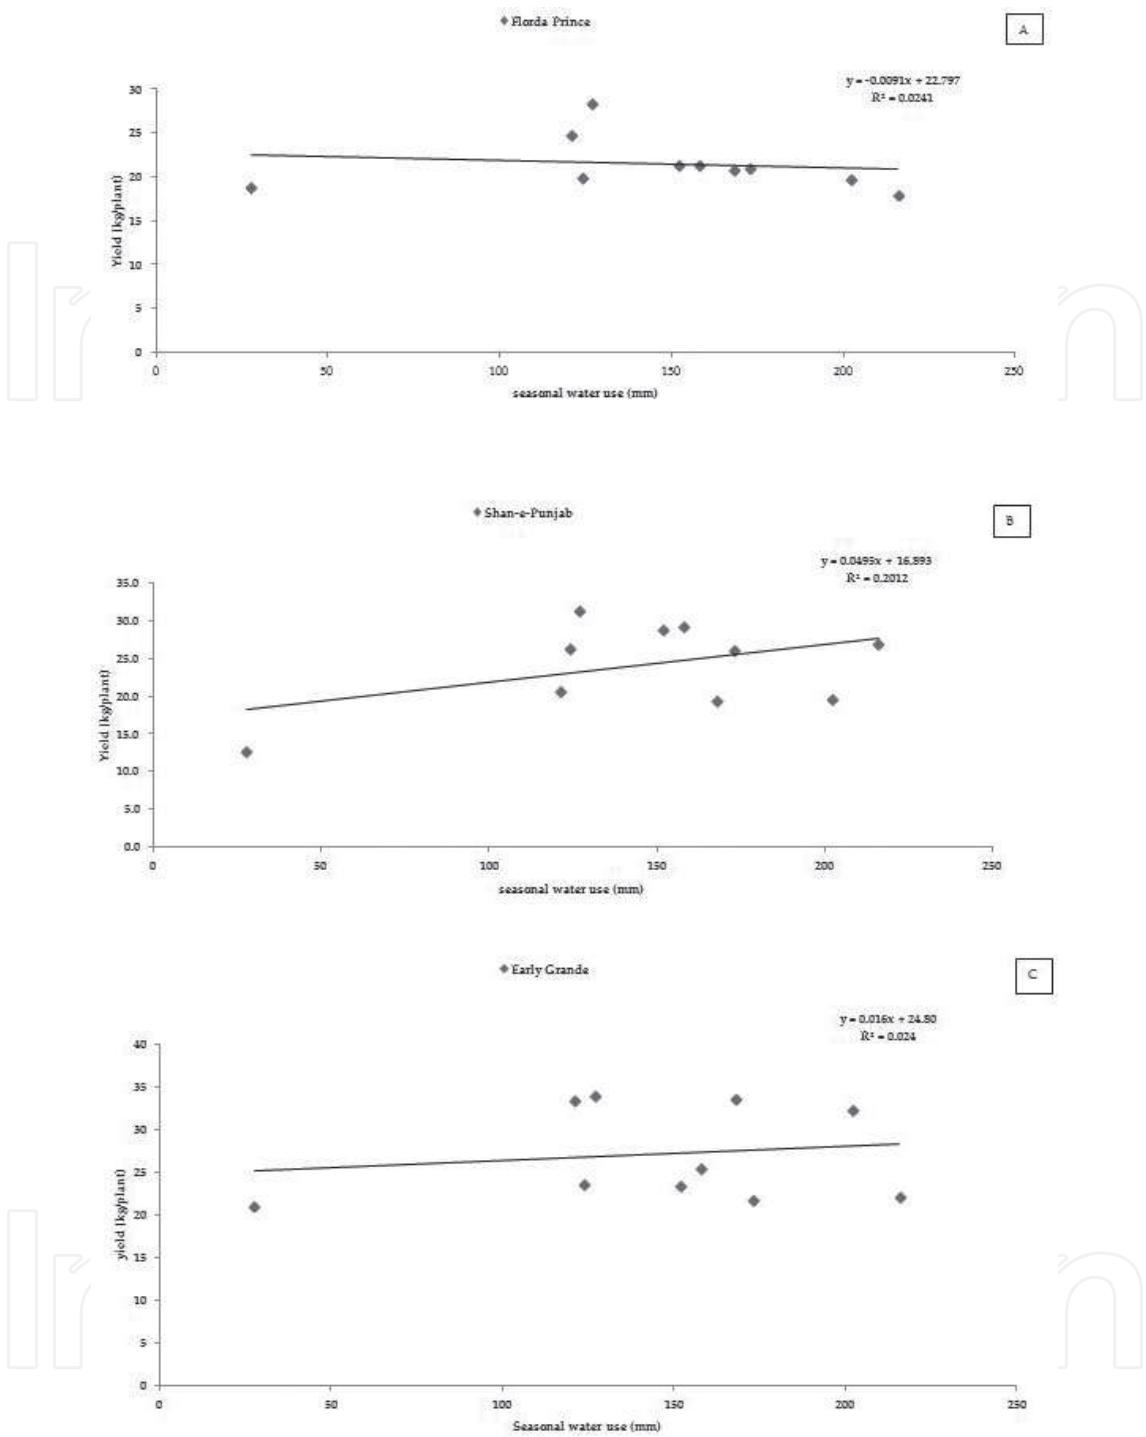 Florda Prince
A
y = -0.0091x + 22.797
R² = 0.0241
30
25
20
15
10
5
0
Yield (kg/plant)
0 50 100 150 200 250
seasonal water use (mm)
Shan-e-Punjab
B
y = 0.0495x + 16.893
R² = 0.2012
35.0
30.0
25.0
20.0
15.0
10.0
5.0
0.0
Yield (kg/plant)
0 50 100 150 200 250
seasonal water use (mm)
Early Grande
C
y = 0.016x + 24.80
R² = 0.024
40
35
30
25
20
15
10
5
0
yield (kg/plant)
0 50 100 150 200 250
Seasonal water use (mm)